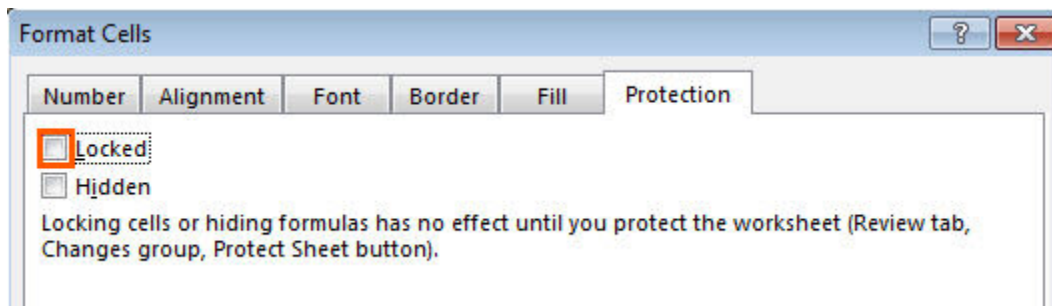 Format Cells
Number Alignment Font Border Fill Protection
Locked
Hidden
Locking cells or hiding formulas has no effect until you protect the worksheet (Review tab,
Changes group, Protect Sheet button).